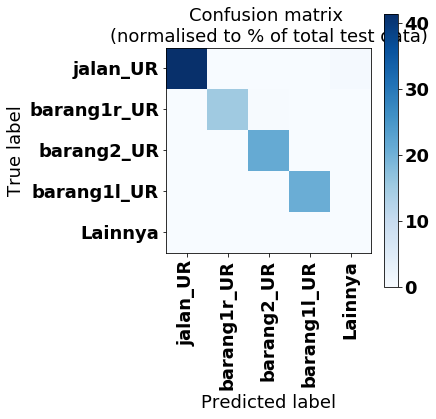 Confusion matrix
(normalised to % of total test data)
True label
jalan_UR
barang1r_UR
barang2_UR
barang1l_UR
Lainnya
jalan_UR
barang1r_UR
barang2_UR
barang1l_UR
Lainnya
Predicted label
40
30
20
10
0